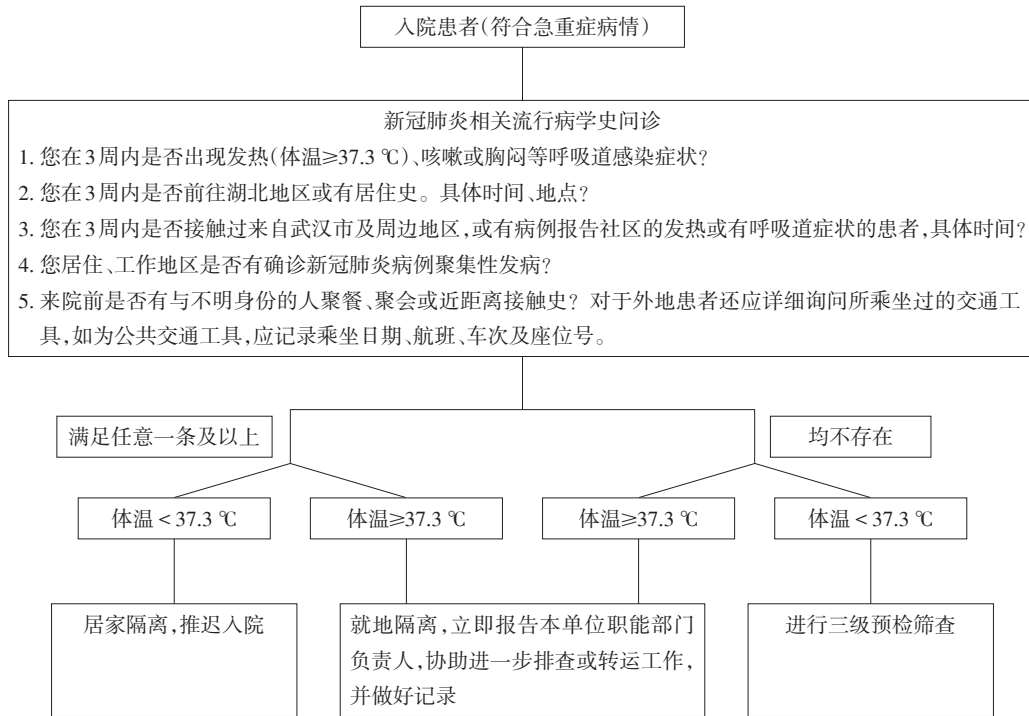 入院患者(符合急重症病情)
新冠肺炎相关流行病学史问诊
1. 您在3周内是否出现发热(体温≥37.3 ℃)、咳嗽或胸闷等呼吸道感染症状?
2. 您在3周内是否前往湖北地区或有居住史。具体时间、地点?
3. 您在3周内是否接触过来自武汉市及周边地区,或有病例报告社区的发热或有呼吸道症状的患者,具体时间?
4. 您居住、工作地区是否有确诊新冠肺炎病例聚集性发病?
5. 来院前是否有与不明身份的人聚餐、聚会或近距离接触史? 对于外地患者还应详细询问所乘坐过的交通工
具,如为公共交通工具,应记录乘坐日期、航班、车次及座位号。
满足任意一条及以上
均不存在
体温<37.3 ℃
体温≥37.3 ℃
体温≥37.3 ℃
体温<37.3 ℃
居家隔离,推迟入院
就地隔离,立即报告本单位职能部门
负责人,协助进一步排查或转运工作,
并做好记录
进行三级预检筛查